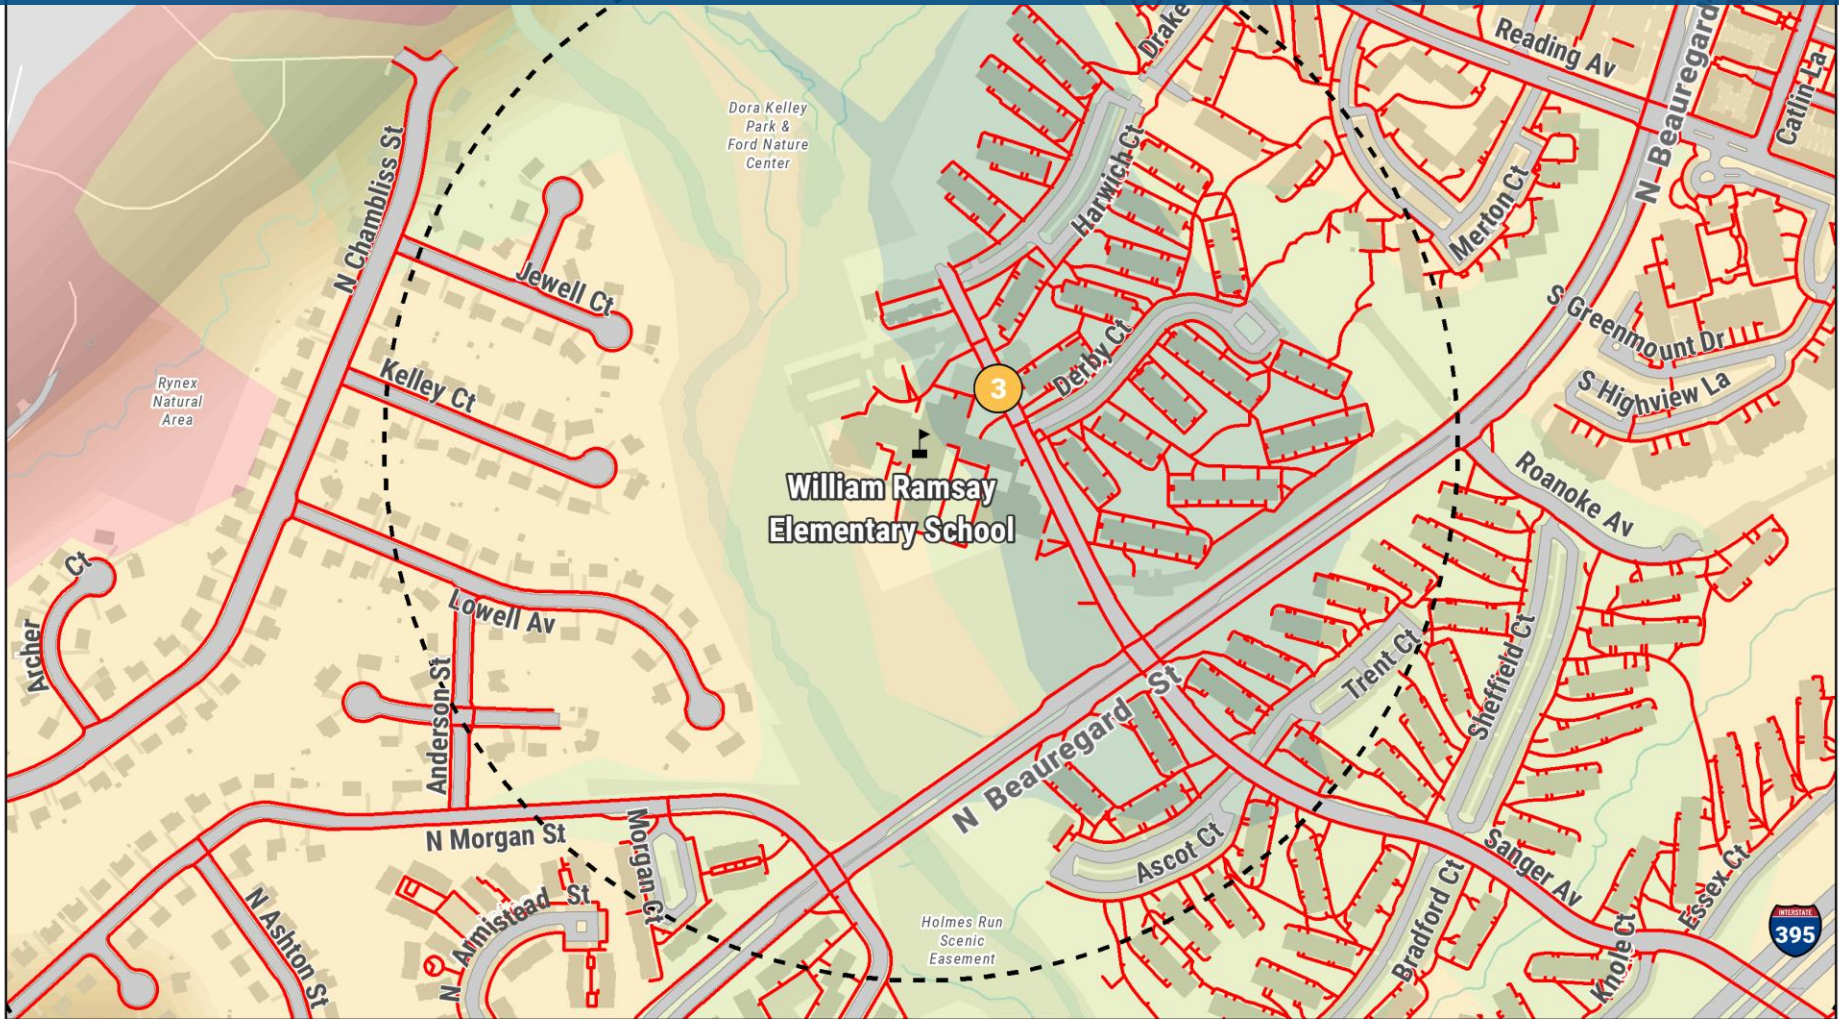 Drake
Reading Av
N Beauregard
Catlin La
Dora Kelley
Park &
Ford Nature
Center
N Chambliss St
Harwich Ct
Merton Ct
Jewell Ct
S Greenmount Dr
Derby Ct
Rynex
Natural
Area
Kelley Ct
3
S Highview La
William Ramsay
Elementary School
Roanoke Av
Archer Ct
Lowell Av
Anderson St
Trent Ct
Sheffield Ct
N Beauregard St
N Morgan St
Morgan Ct
Ascot Ct
Sanger Av
Essex Ct
N Ashton St
N Armistead St
Holmes Run
Scenic
Easement
Bradford Ct
Knole Ct
INTERSTATE
395